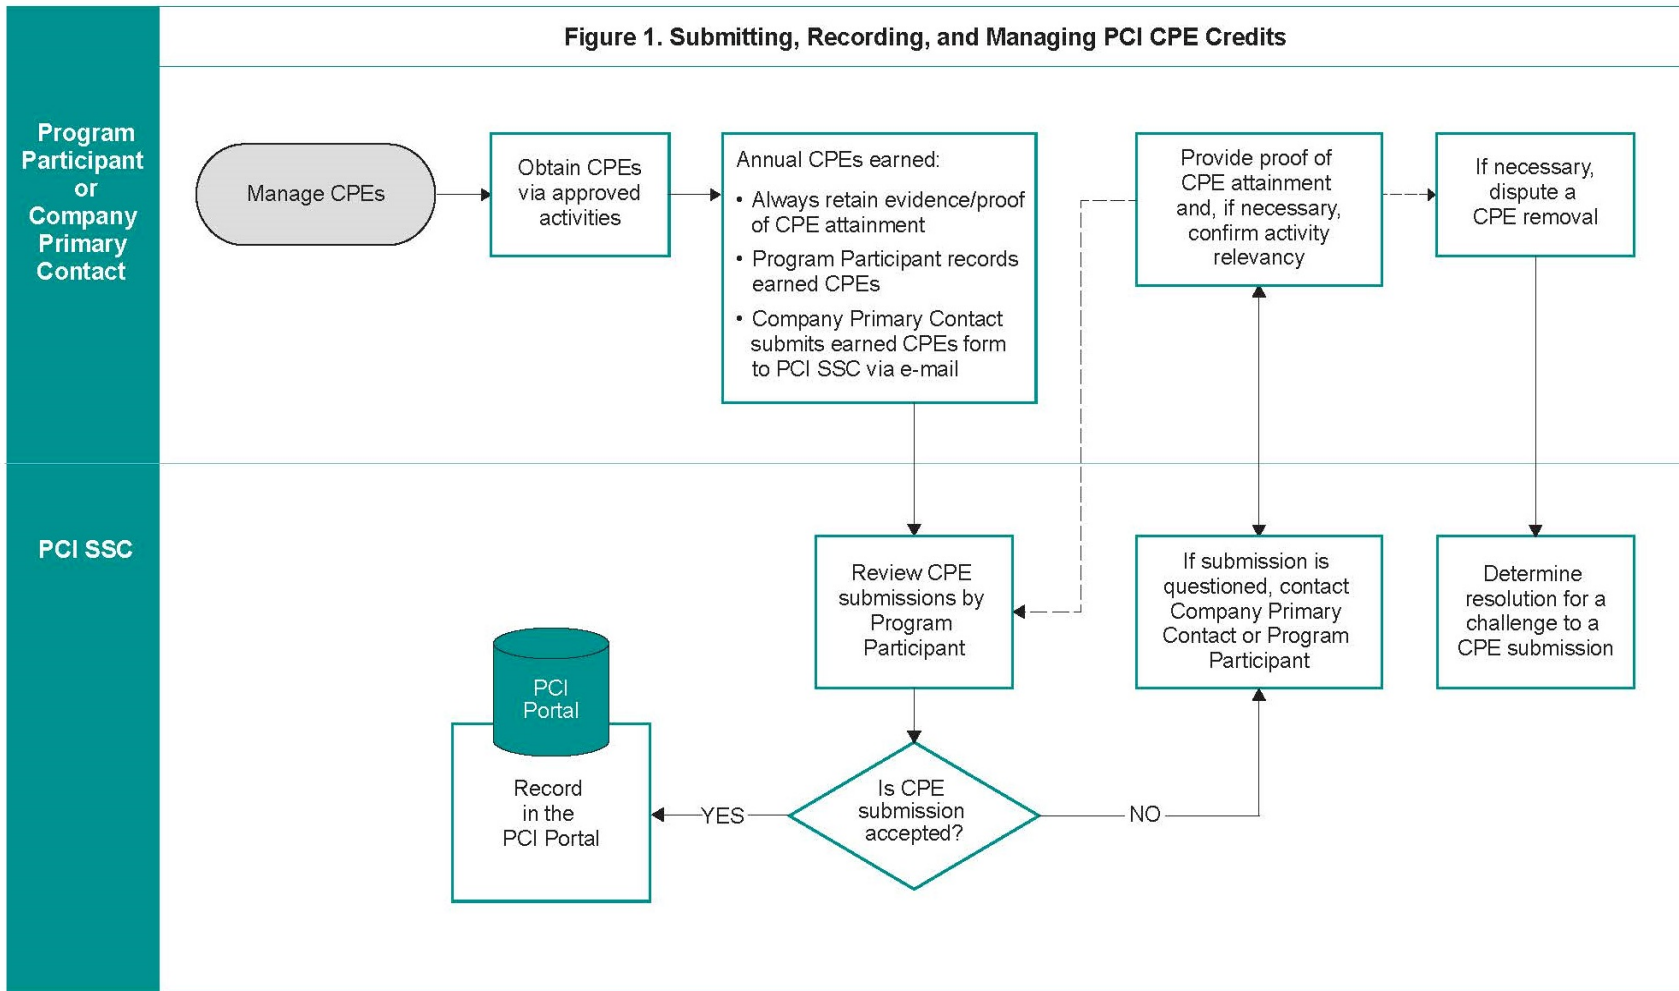 Figure 1. Submitting, Recording, and Managing PCI CPE Credits
Program
Participant
or
Company
Primary
Contact
Manage CPEs
Obtain CPEs
via approved
activities
Annual CPEs earned:
• Always retain evidence/proof
of CPE attainment
• Program Participant records
earned CPEs
• Company Primary Contact
submits earned CPEs form
to PCI SSC via e-mail
Provide proof of
CPE attainment
and, if necessary,
confirm activity
relevancy
If necessary,
dispute a
CPE removal
PCI SSC
Review CPE
submissions by
Program
Participant
If submission is
questioned, contact
Company Primary
Contact or Program
Participant
Determine
resolution for a
challenge to a
CPE submission
PCI
Portal
Record
in the
PCI Portal
YES
Is CPE
submission
accepted?
NO